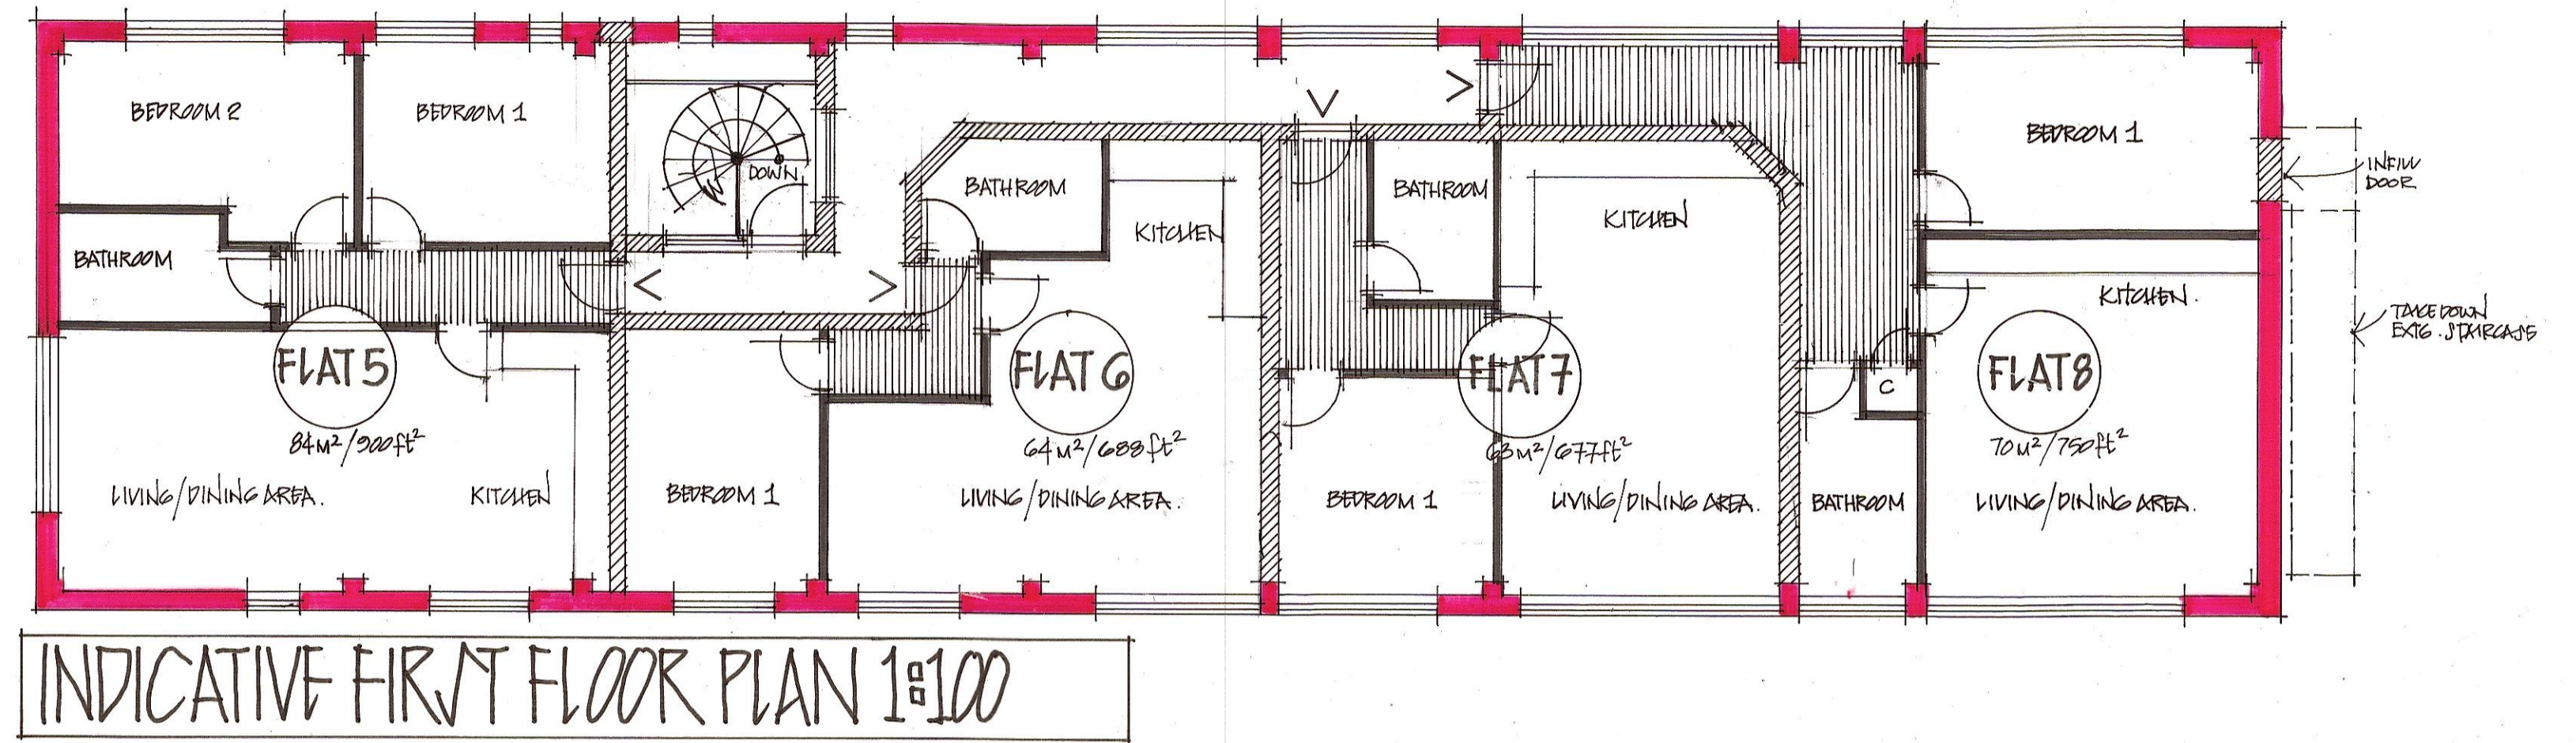 BEDROOM 2
BEDROOM 1
BATHROOM
FLAT 5
84M²/900ft²
LIVING/DINING AREA.
KITCHEN
DOWN
BATHROOM
KITCHEN
FLAT 6
64M²/688ft²
BEDROOM 1
LIVING/DINING AREA.
BATHROOM
KITCHEN
FLAT 7
63M²/677ft²
BEDROOM 1
LIVING/DINING AREA.
BEDROOM 1
KITCHEN.
C
FLAT 8
70M²/750ft²
BATHROOM
LIVING/DINING AREA.
INFILL
DOOR
TAKE DOWN
EXTG. STAIRCASE
INDICATIVE FIRST FLOOR PLAN 1:100